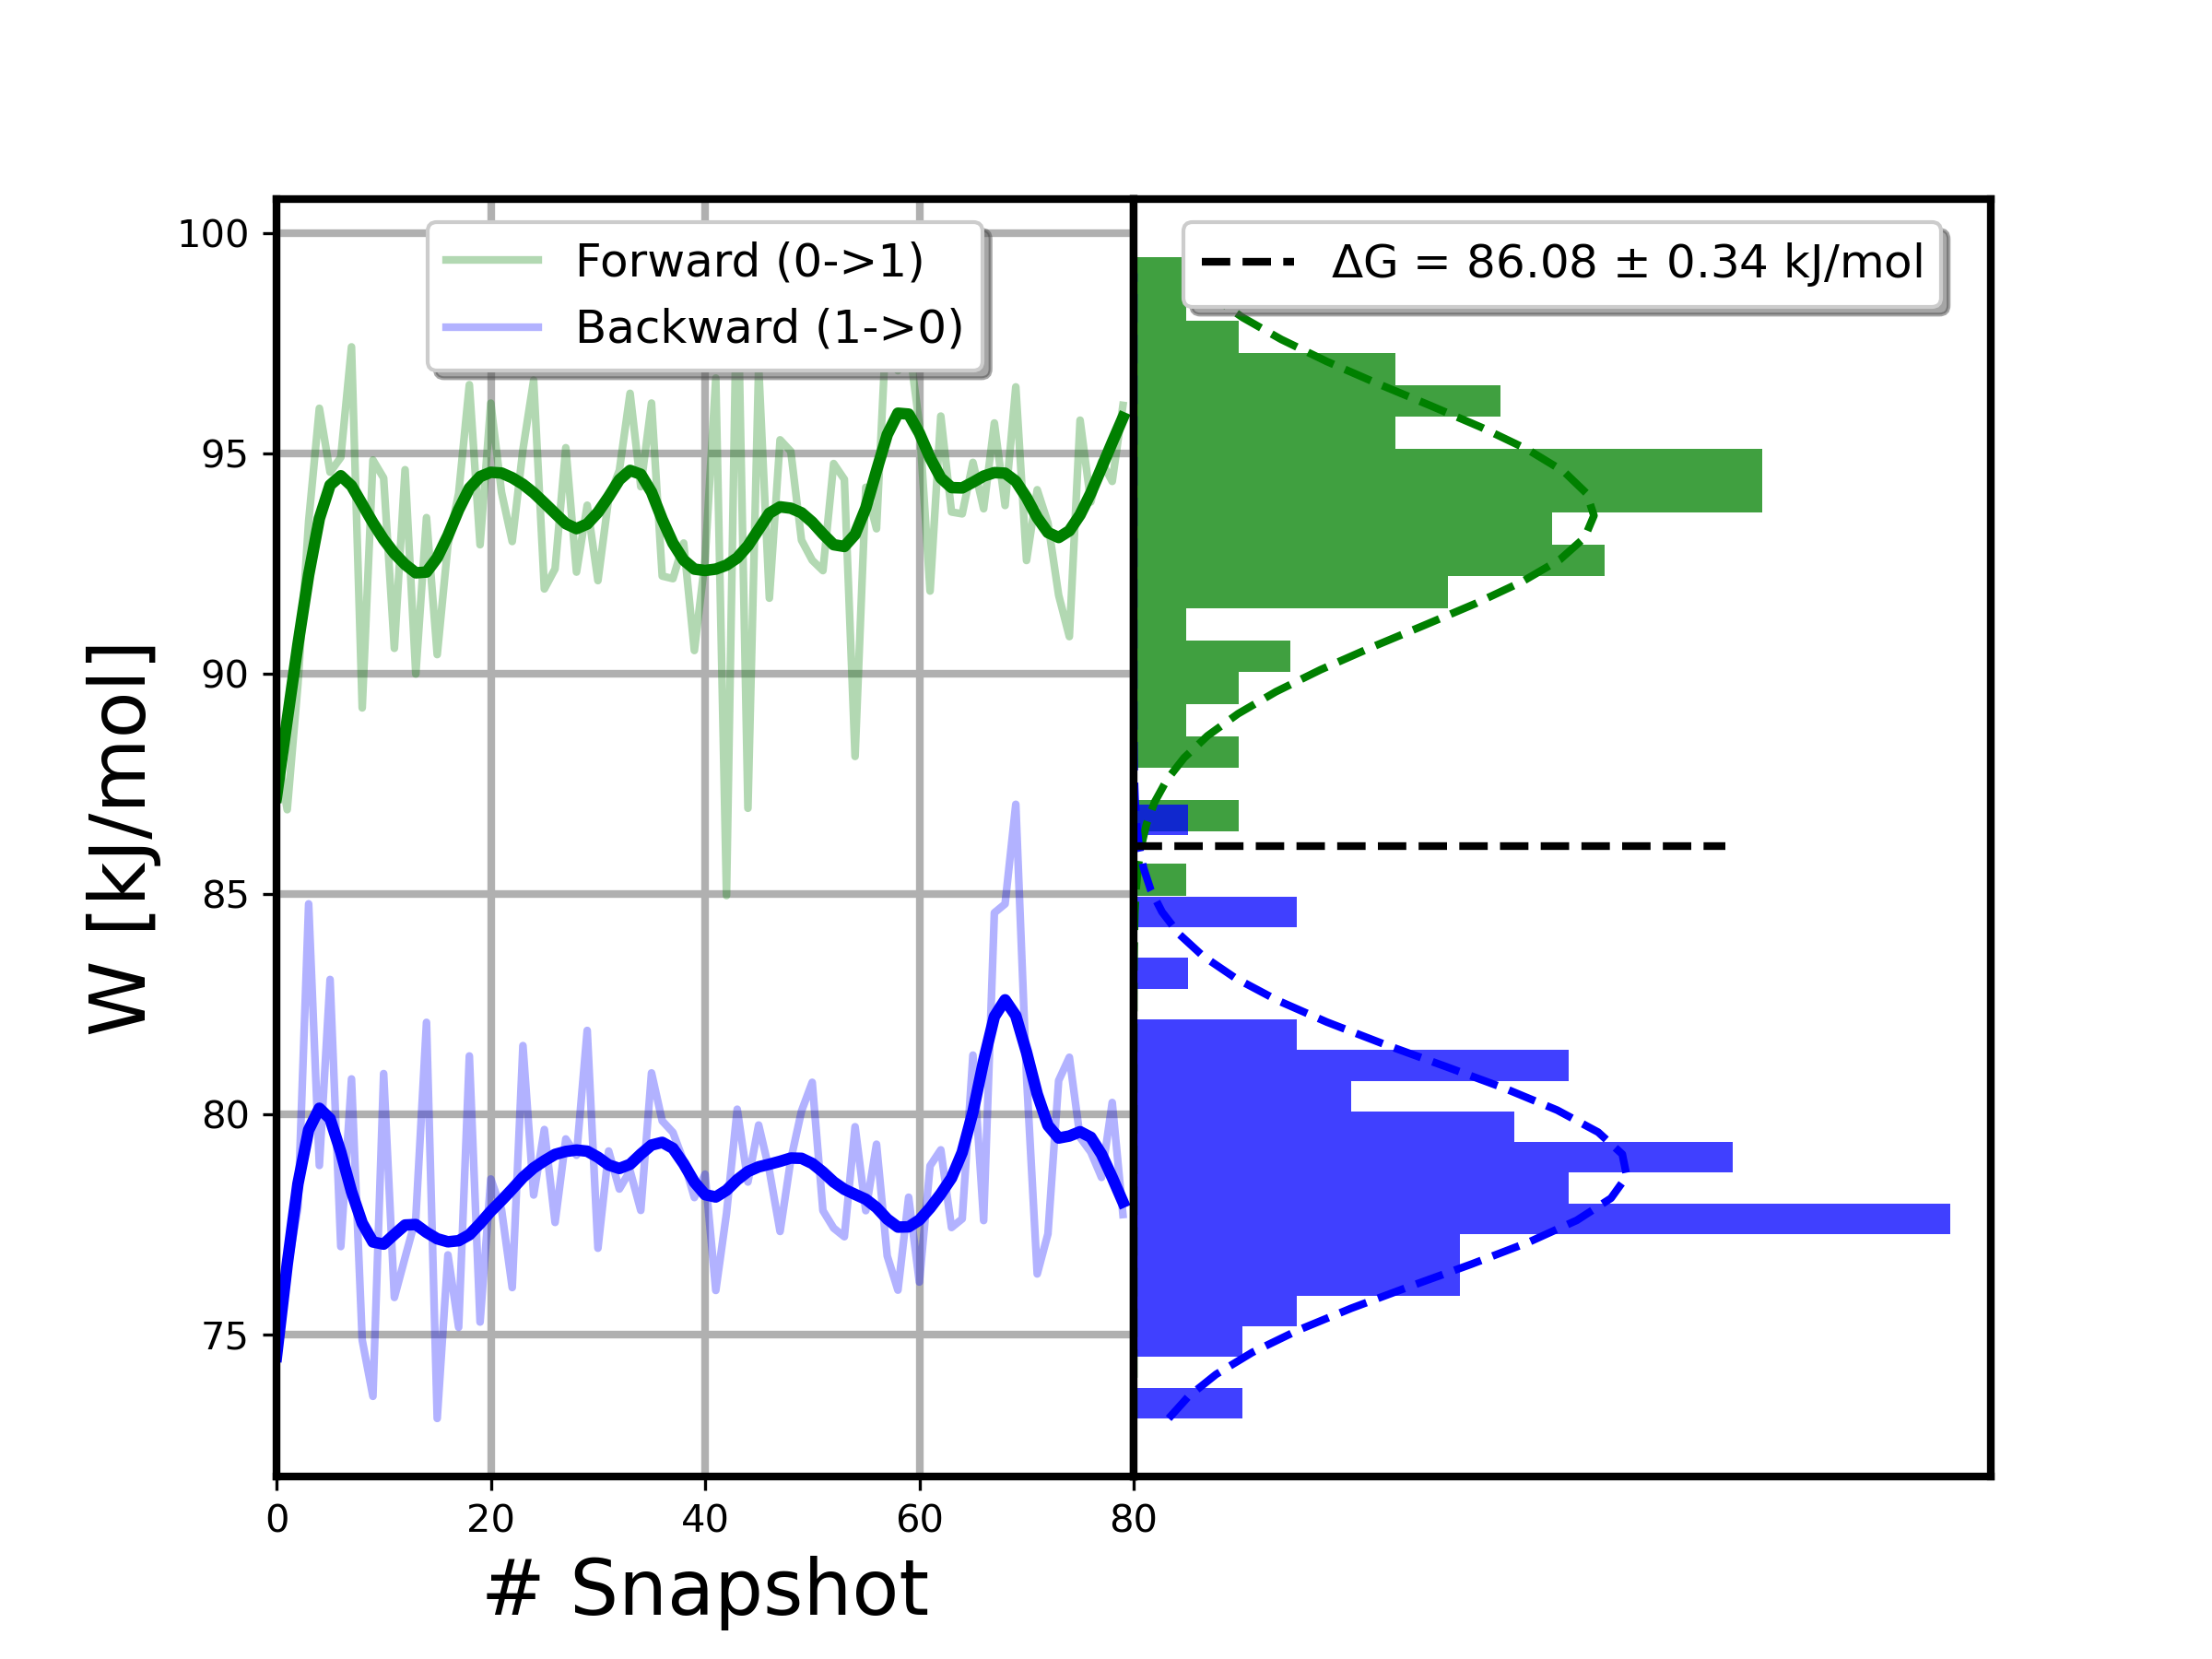 Forward (0->1)
Backward (1->0)
ΔG = 86.08 ± 0.34 kJ/mol
W [kJ/mol]
100
95
90
85
80
75
0
20
40
60
80
# Snapshot